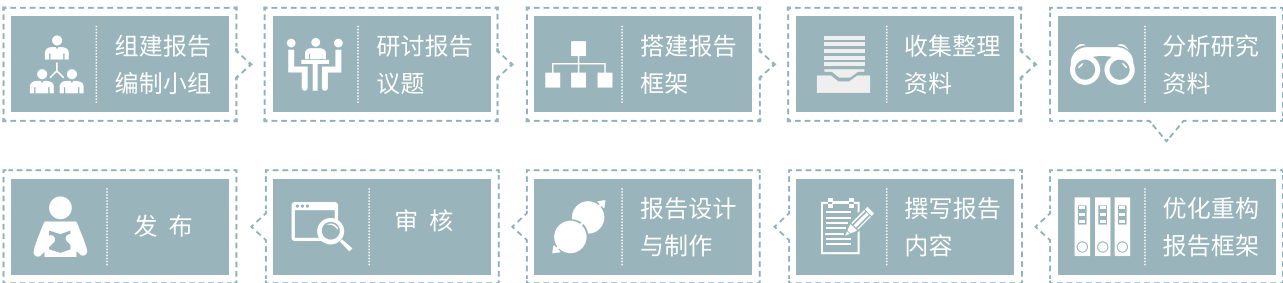 组建报告
编制小组
研讨报告
议题
搭建报告
框架
收集整理
资料
分析研究
资料
优化重构
报告框架
撰写报告
内容
报告设计
与制作
审 核
发 布